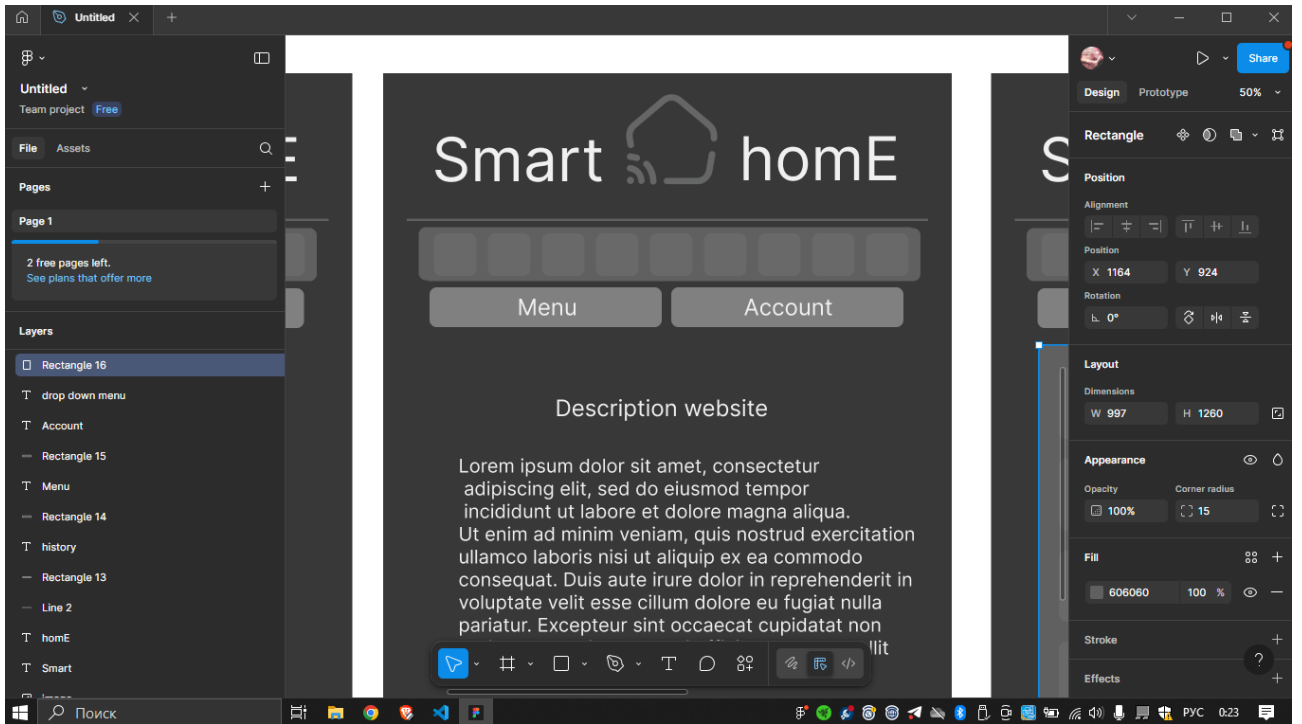 Untitled
Untitled
Team project Free
File Assets
Pages
Page 1
2 free pages left.
See plans that offer more
Layers
Rectangle 16
drop down menu
Account
Rectangle 15
Menu
Rectangle 14
history
Rectangle 13
Line 2
homE
Smart
Smart homE
Menu Account
Description website
Lorem ipsum dolor sit amet, consectetur
adipiscing elit, sed do eiusmod tempor
incididunt ut labore et dolore magna aliqua.
Ut enim ad minim veniam, quis nostrud exercitation
ullamco laboris nisi ut aliquip ex ea commodo
consequat. Duis aute irure dolor in reprehenderit in
voluptate velit esse cillum dolore eu fugiat nulla
pariatur. Excepteur sint occaecat cupidatat non
Share
Design Prototype 50%
Rectangle
Position
Alignment
Position
X 1164 Y 924
Rotation
0°
Layout
Dimensions
W 997 H 1260
Appearance
Opacity Corner radius
100% 15
Fill
606060 100 %
Stroke
Effects
?
Поиск
РУС 0:23